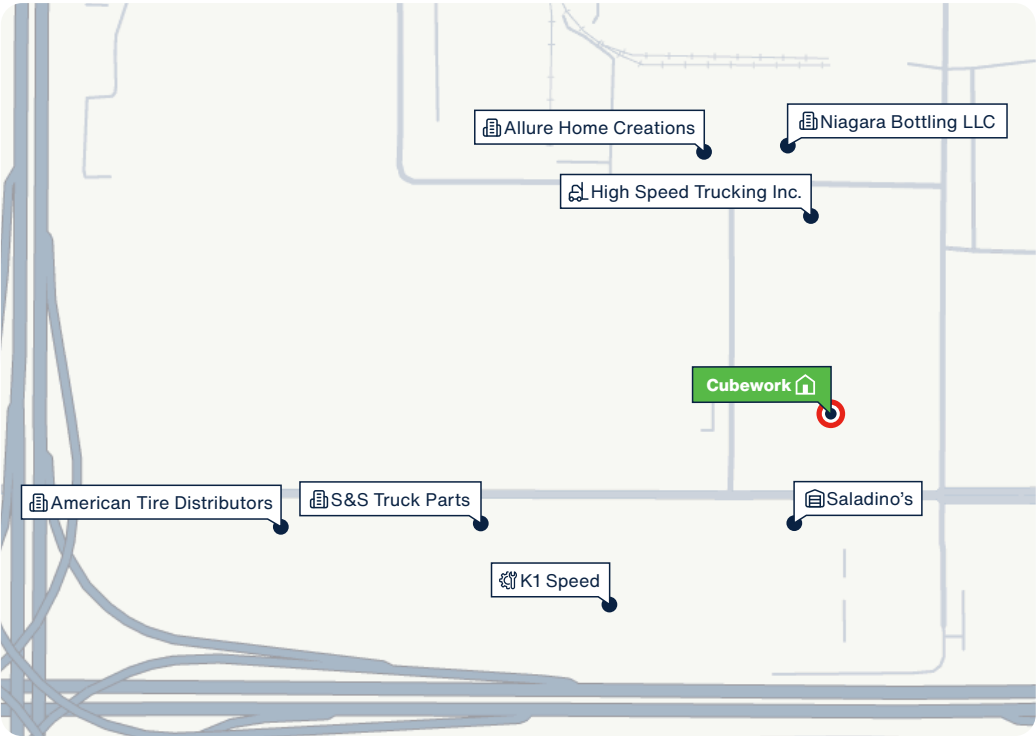 Niagara Bottling LLC
Allure Home Creations
High Speed Trucking Inc.
Cubework
American Tire Distributors
S&S Truck Parts
Saladino’s
K1 Speed